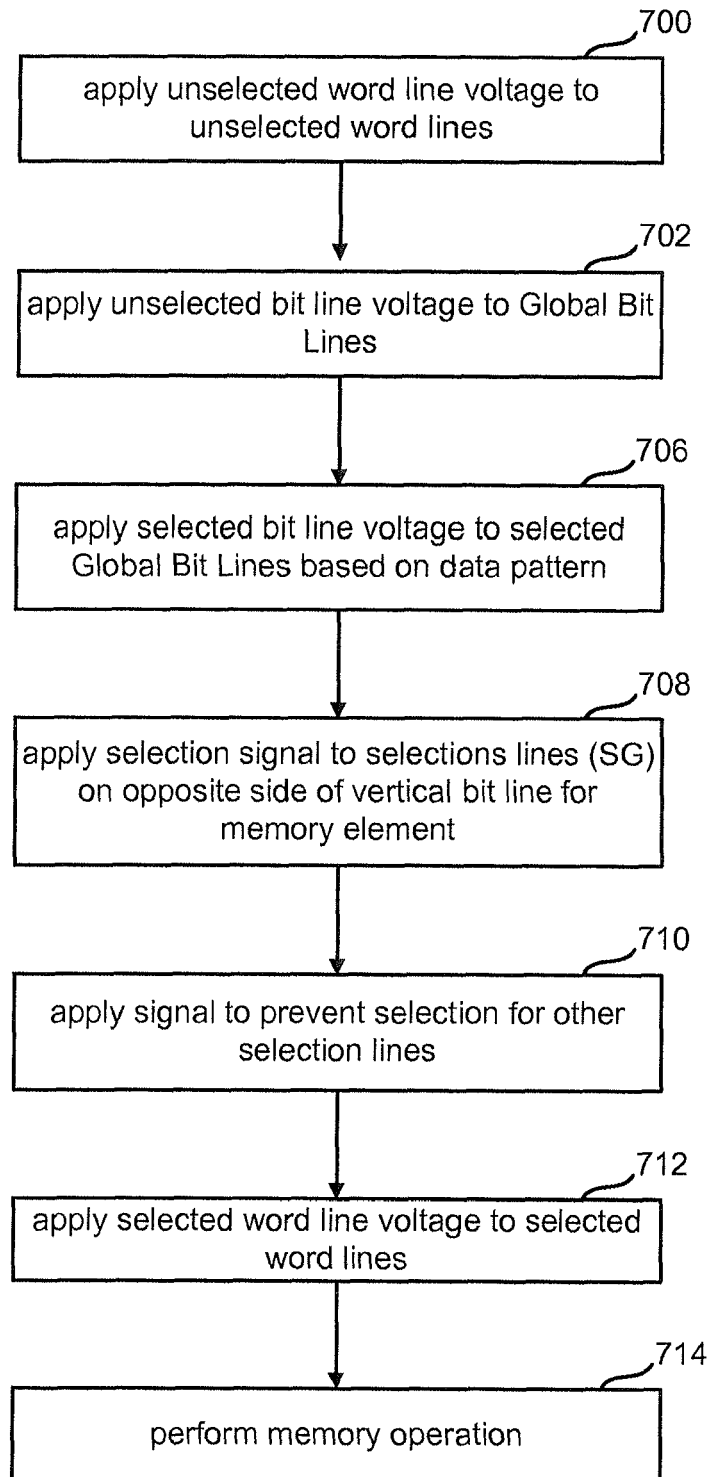 700
apply unselected word line voltage to
unselected word lines
702
apply unselected bit line voltage to Global Bit
Lines
706
apply selected bit line voltage to selected
Global Bit Lines based on data pattern
708
apply selection signal to selections lines (SG)
on opposite side of vertical bit line for
memory element
710
apply signal to prevent selection for other
selection lines
712
apply selected word line voltage to selected
word lines
714
perform memory operation